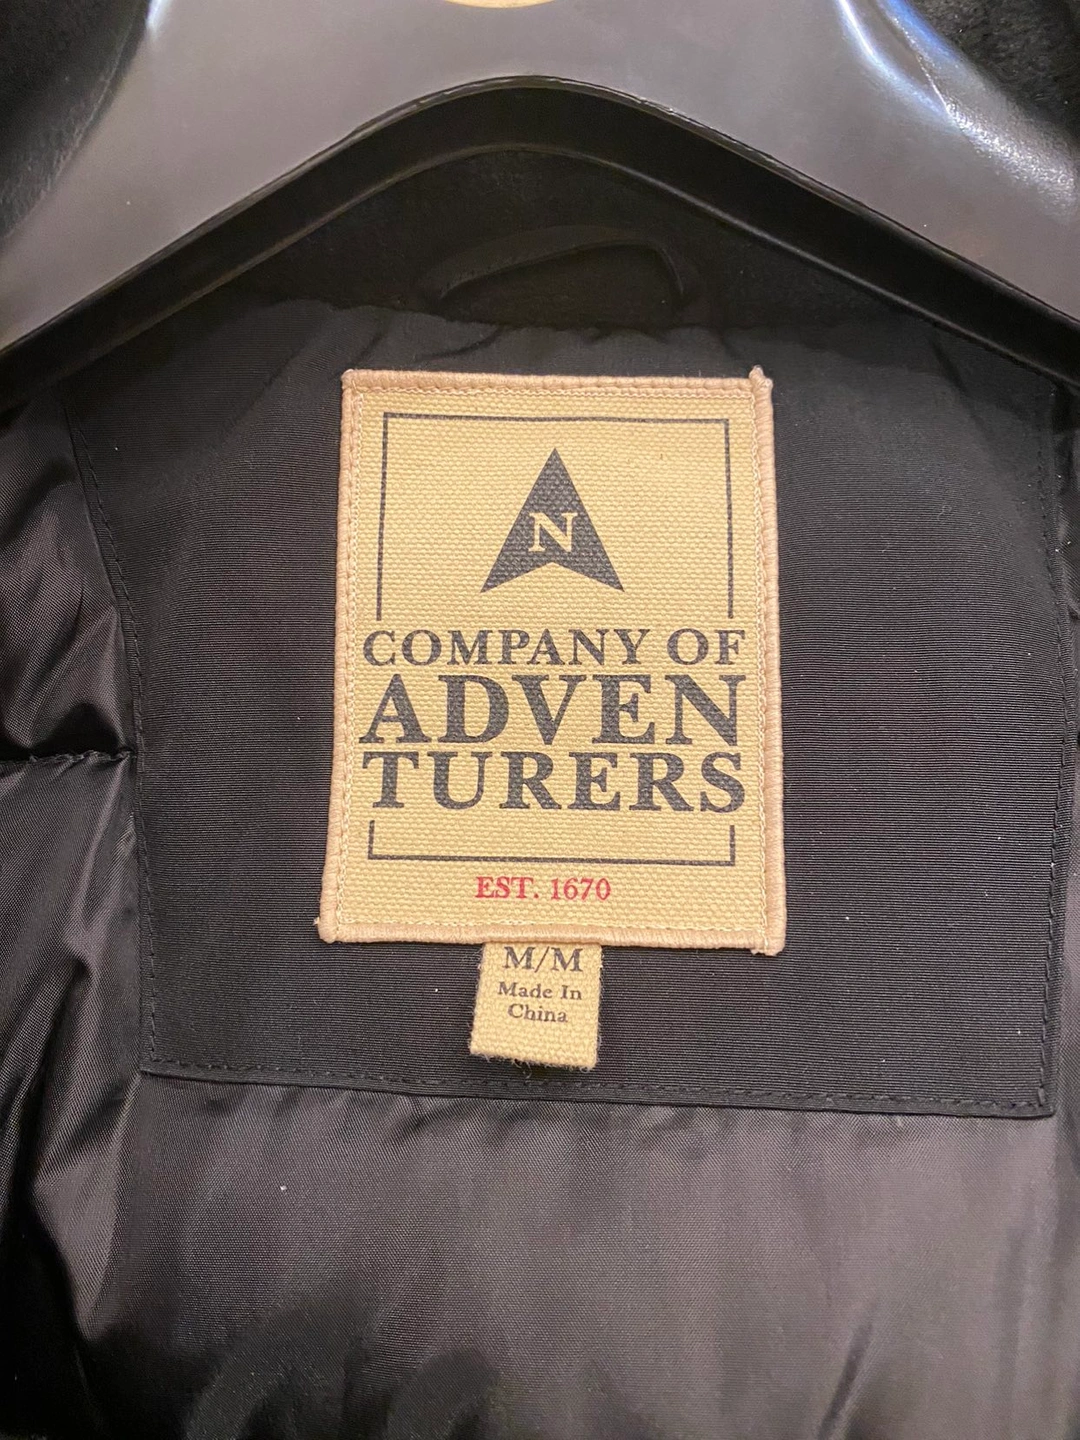 N
COMPANY OF
ADVEN
TURERS
EST. 1670
M/M
Made In
China